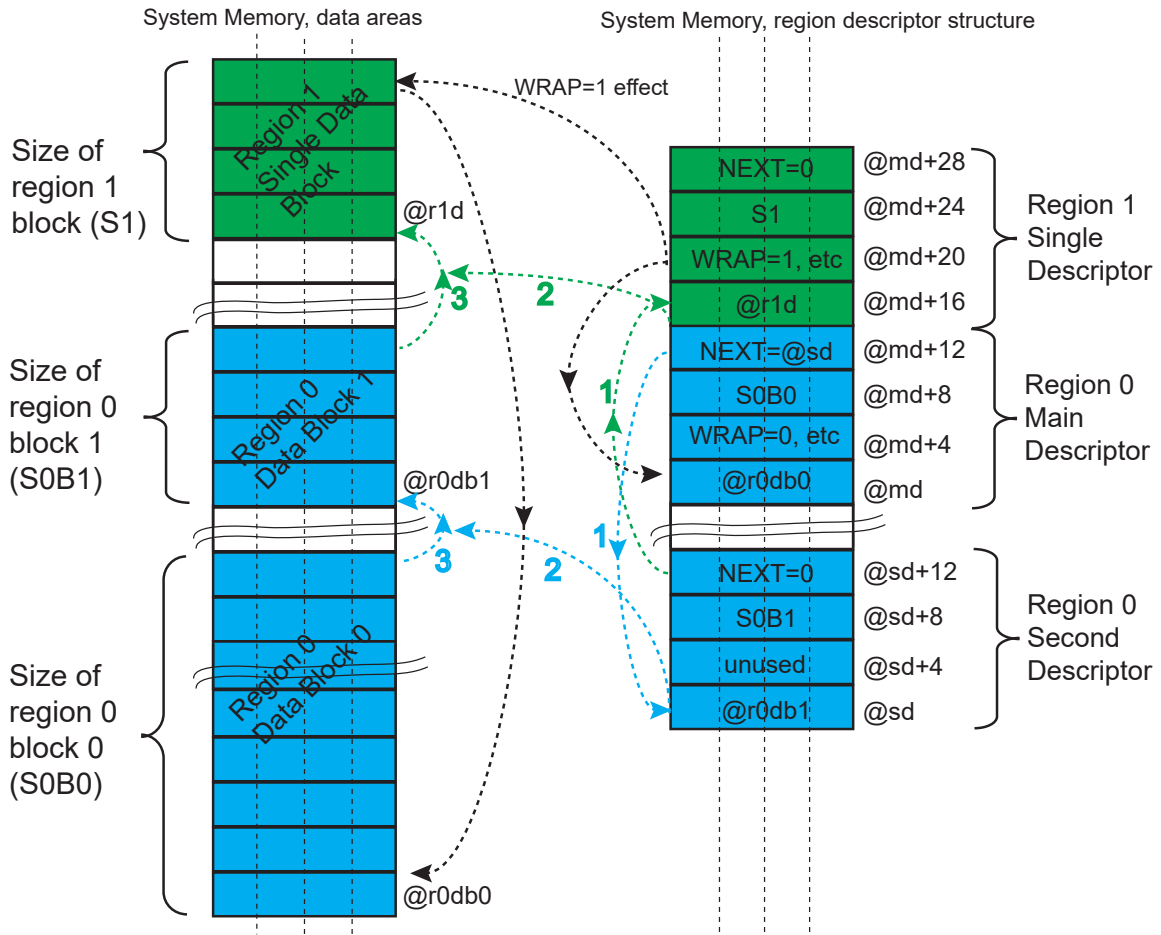 System Memory, data areas
System Memory, region descriptor structure
WRAP=1 effect
Size of
region 1
block (S1)
Region 1
Single Data
Block
@r1d
3
2
Size of
region 0
block 1
(S0B1)
Region 0
Data Block 1
@r0db1
3
2
1
1
Size of
region 0
block 0
(S0B0)
Region 0
Data Block 0
@r0db0
NEXT=0
@md+28
S1
@md+24
WRAP=1, etc
@md+20
@r1d
@md+16
Region 1
Single
Descriptor
NEXT=@sd
@md+12
S0B0
@md+8
WRAP=0, etc
@md+4
@r0db0
@md
Region 0
Main
Descriptor
NEXT=0
@sd+12
S0B1
@sd+8
unused
@sd+4
@r0db1
@sd
Region 0
Second
Descriptor